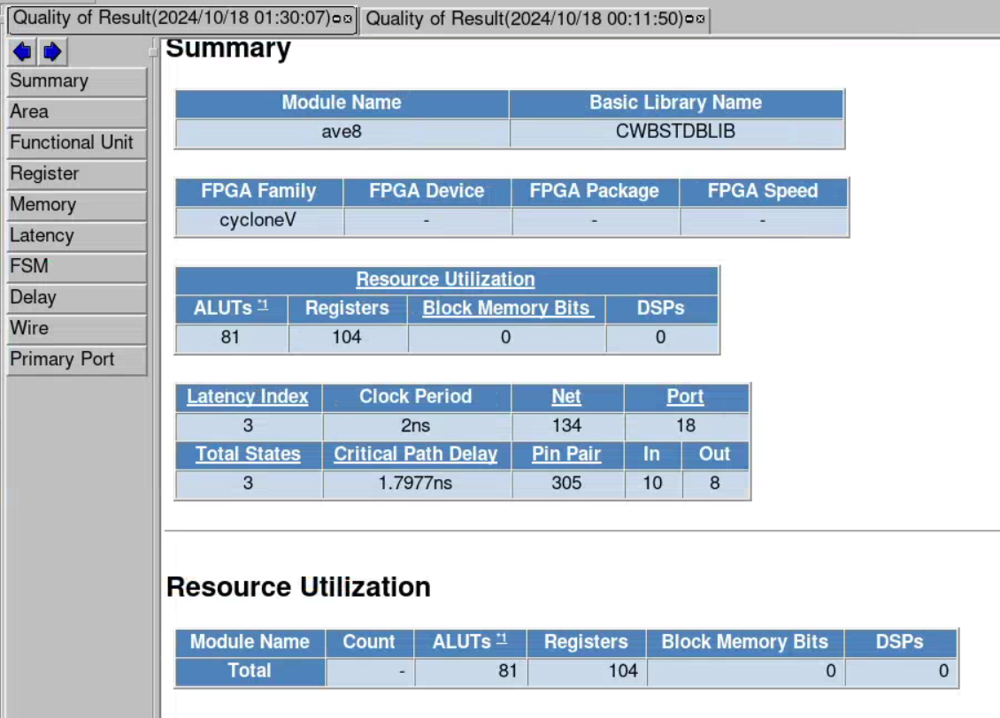 Quality of Result(2024/10/18 01:30:07) Quality of Result(2024/10/18 00:11:50)
Summary
Area
Functional Unit
Register
Memory
Latency
FSM
Delay
Wire
Primary Port
Summary
Module Name Basic Library Name
ave8 CWBSTDBLIB
FPGA Family FPGA Device FPGA Package FPGA Speed
cycloneV - - -
Resource Utilization
ALUTs *1 Registers Block Memory Bits DSPs
81 104 0 0
Latency Index Clock Period Net Port
3 2ns 134 18
Total States Critical Path Delay Pin Pair In Out
3 1.7977ns 305 10 8
Resource Utilization
Module Name Count ALUTs *1 Registers Block Memory Bits DSPs
Total - 81 104 0 0